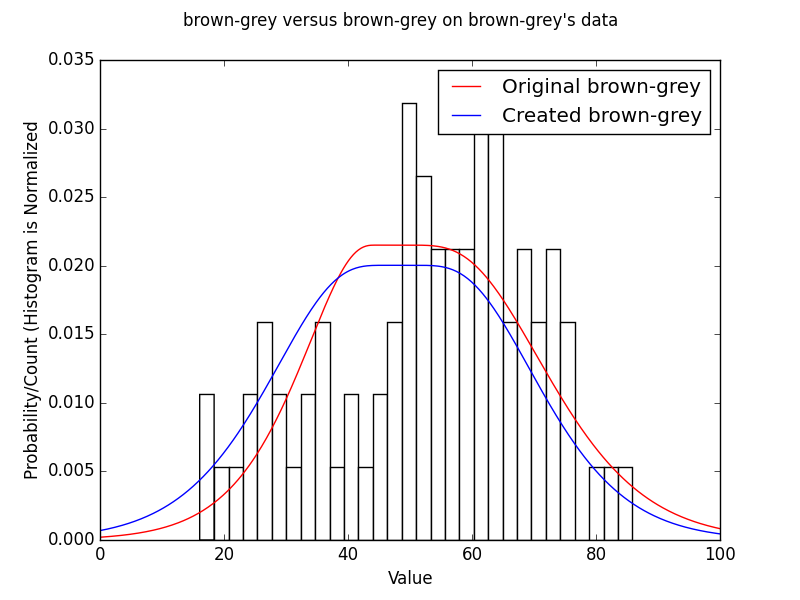 brown-grey versus brown-grey on brown-grey's data
Original brown-grey
Created brown-grey
Probability/Count (Histogram is Normalized
0.035
0.030
0.025
0.020
0.015
0.010
0.005
0.000
0 20 40 60 80 100
Value